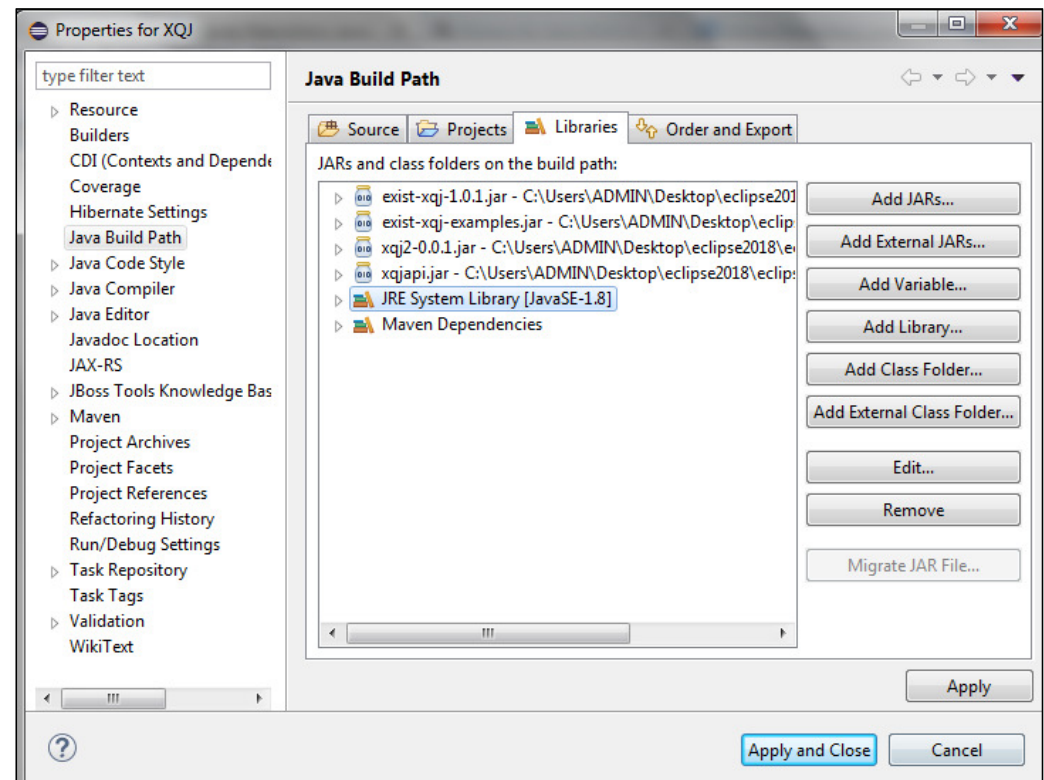 Properties for XQJ
type filter text
Resource
Builders
CDI (Contexts and Depende
Coverage
Hibernate Settings
Java Build Path
Java Code Style
Java Compiler
Java Editor
Javadoc Location
JAX-RS
JBoss Tools Knowledge Bas
Maven
Project Archives
Project Facets
Project References
Refactoring History
Run/Debug Settings
Task Repository
Task Tags
Validation
WikiText
Java Build Path
Source Projects Libraries Order and Export
JARs and class folders on the build path:
exist-xqj-1.0.1.jar - C:\Users\ADMIN\Desktop\eclipse201
exist-xqj-examples.jar - C:\Users\ADMIN\Desktop\eclip
xqj2-0.0.1.jar - C:\Users\ADMIN\Desktop\eclipse2018\e
xqjapi.jar - C:\Users\ADMIN\Desktop\eclipse2018\eclips
JRE System Library [JavaSE-1.8]
Maven Dependencies
Add JARs...
Add External JARs...
Add Variable...
Add Library...
Add Class Folder...
Add External Class Folder...
Edit...
Remove
Migrate JAR File...
Apply
Apply and Close Cancel